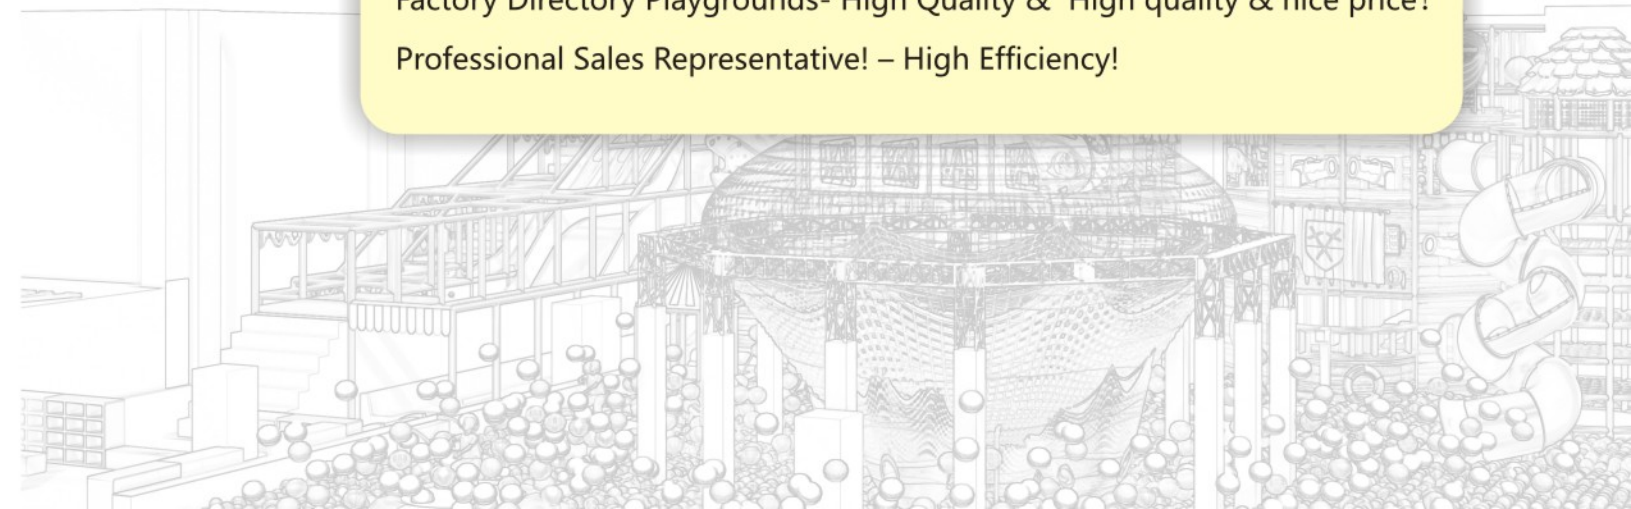 Factory Directory Playgrounds- High Quality & High quality & nice price!
Professional Sales Representative! – High Efficiency!